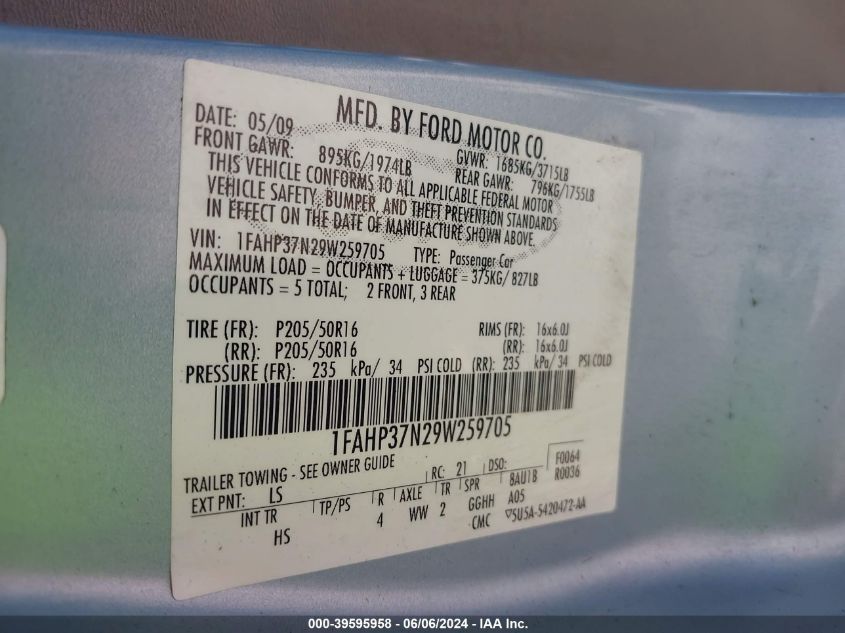 MFD. BY FORD MOTOR CO.
DATE: 05/09 GVWR: 1685KG/3715LB
FRONT GAWR: 895KG/1974LB REAR GAWR: 796KG/1755LB
THIS VEHICLE CONFORMS TO ALL APPLICABLE FEDERAL MOTOR
VEHICLE SAFETY, BUMPER, AND THEFT PREVENTION STANDARDS
IN EFFECT ON THE DATE OF MANUFACTURE SHOWN ABOVE.
VIN: 1FAHP37N29W259705 TYPE: Passenger Car
MAXIMUM LOAD = OCCUPANTS + LUGGAGE = 375KG/ 827LB
OCCUPANTS = 5 TOTAL; 2 FRONT, 3 REAR
TIRE (FR): P205/50R16 RIMS (FR): 16x6.0J
(RR): P205/50R16 (RR): 16x6.0J
PRESSURE (FR): 235 kPa/ 34 PSI COLD (RR): 235 kPa/ 34 PSI COLD
1FAHP37N29W259705
TRAILER TOWING - SEE OWNER GUIDE F0064
EXT PNT: LS RC: 21 DSO: R0036
INT TR TP/PS R AXLE TR SPR 8AU1B
HS 4 WW 2 GGHH A05
CMC ▽5U5A-5420472-AA
000-39595958 - 06/06/2024 - IAA Inc.